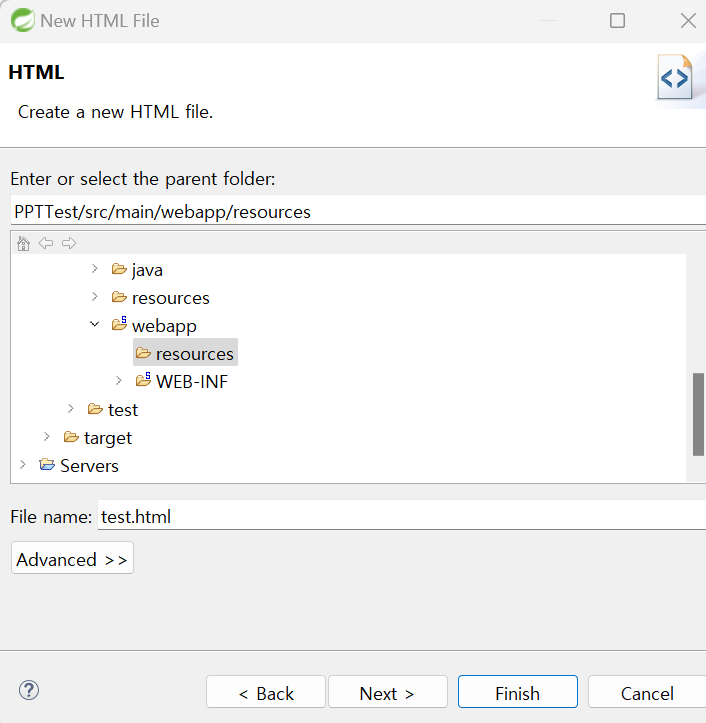 New HTML File
HTML
Create a new HTML file.
Enter or select the parent folder:
PPTTest/src/main/webapp/resources
java
resources
webapp
resources
WEB-INF
test
target
Servers
File name: test.html
Advanced >>
< Back Next > Finish Cancel